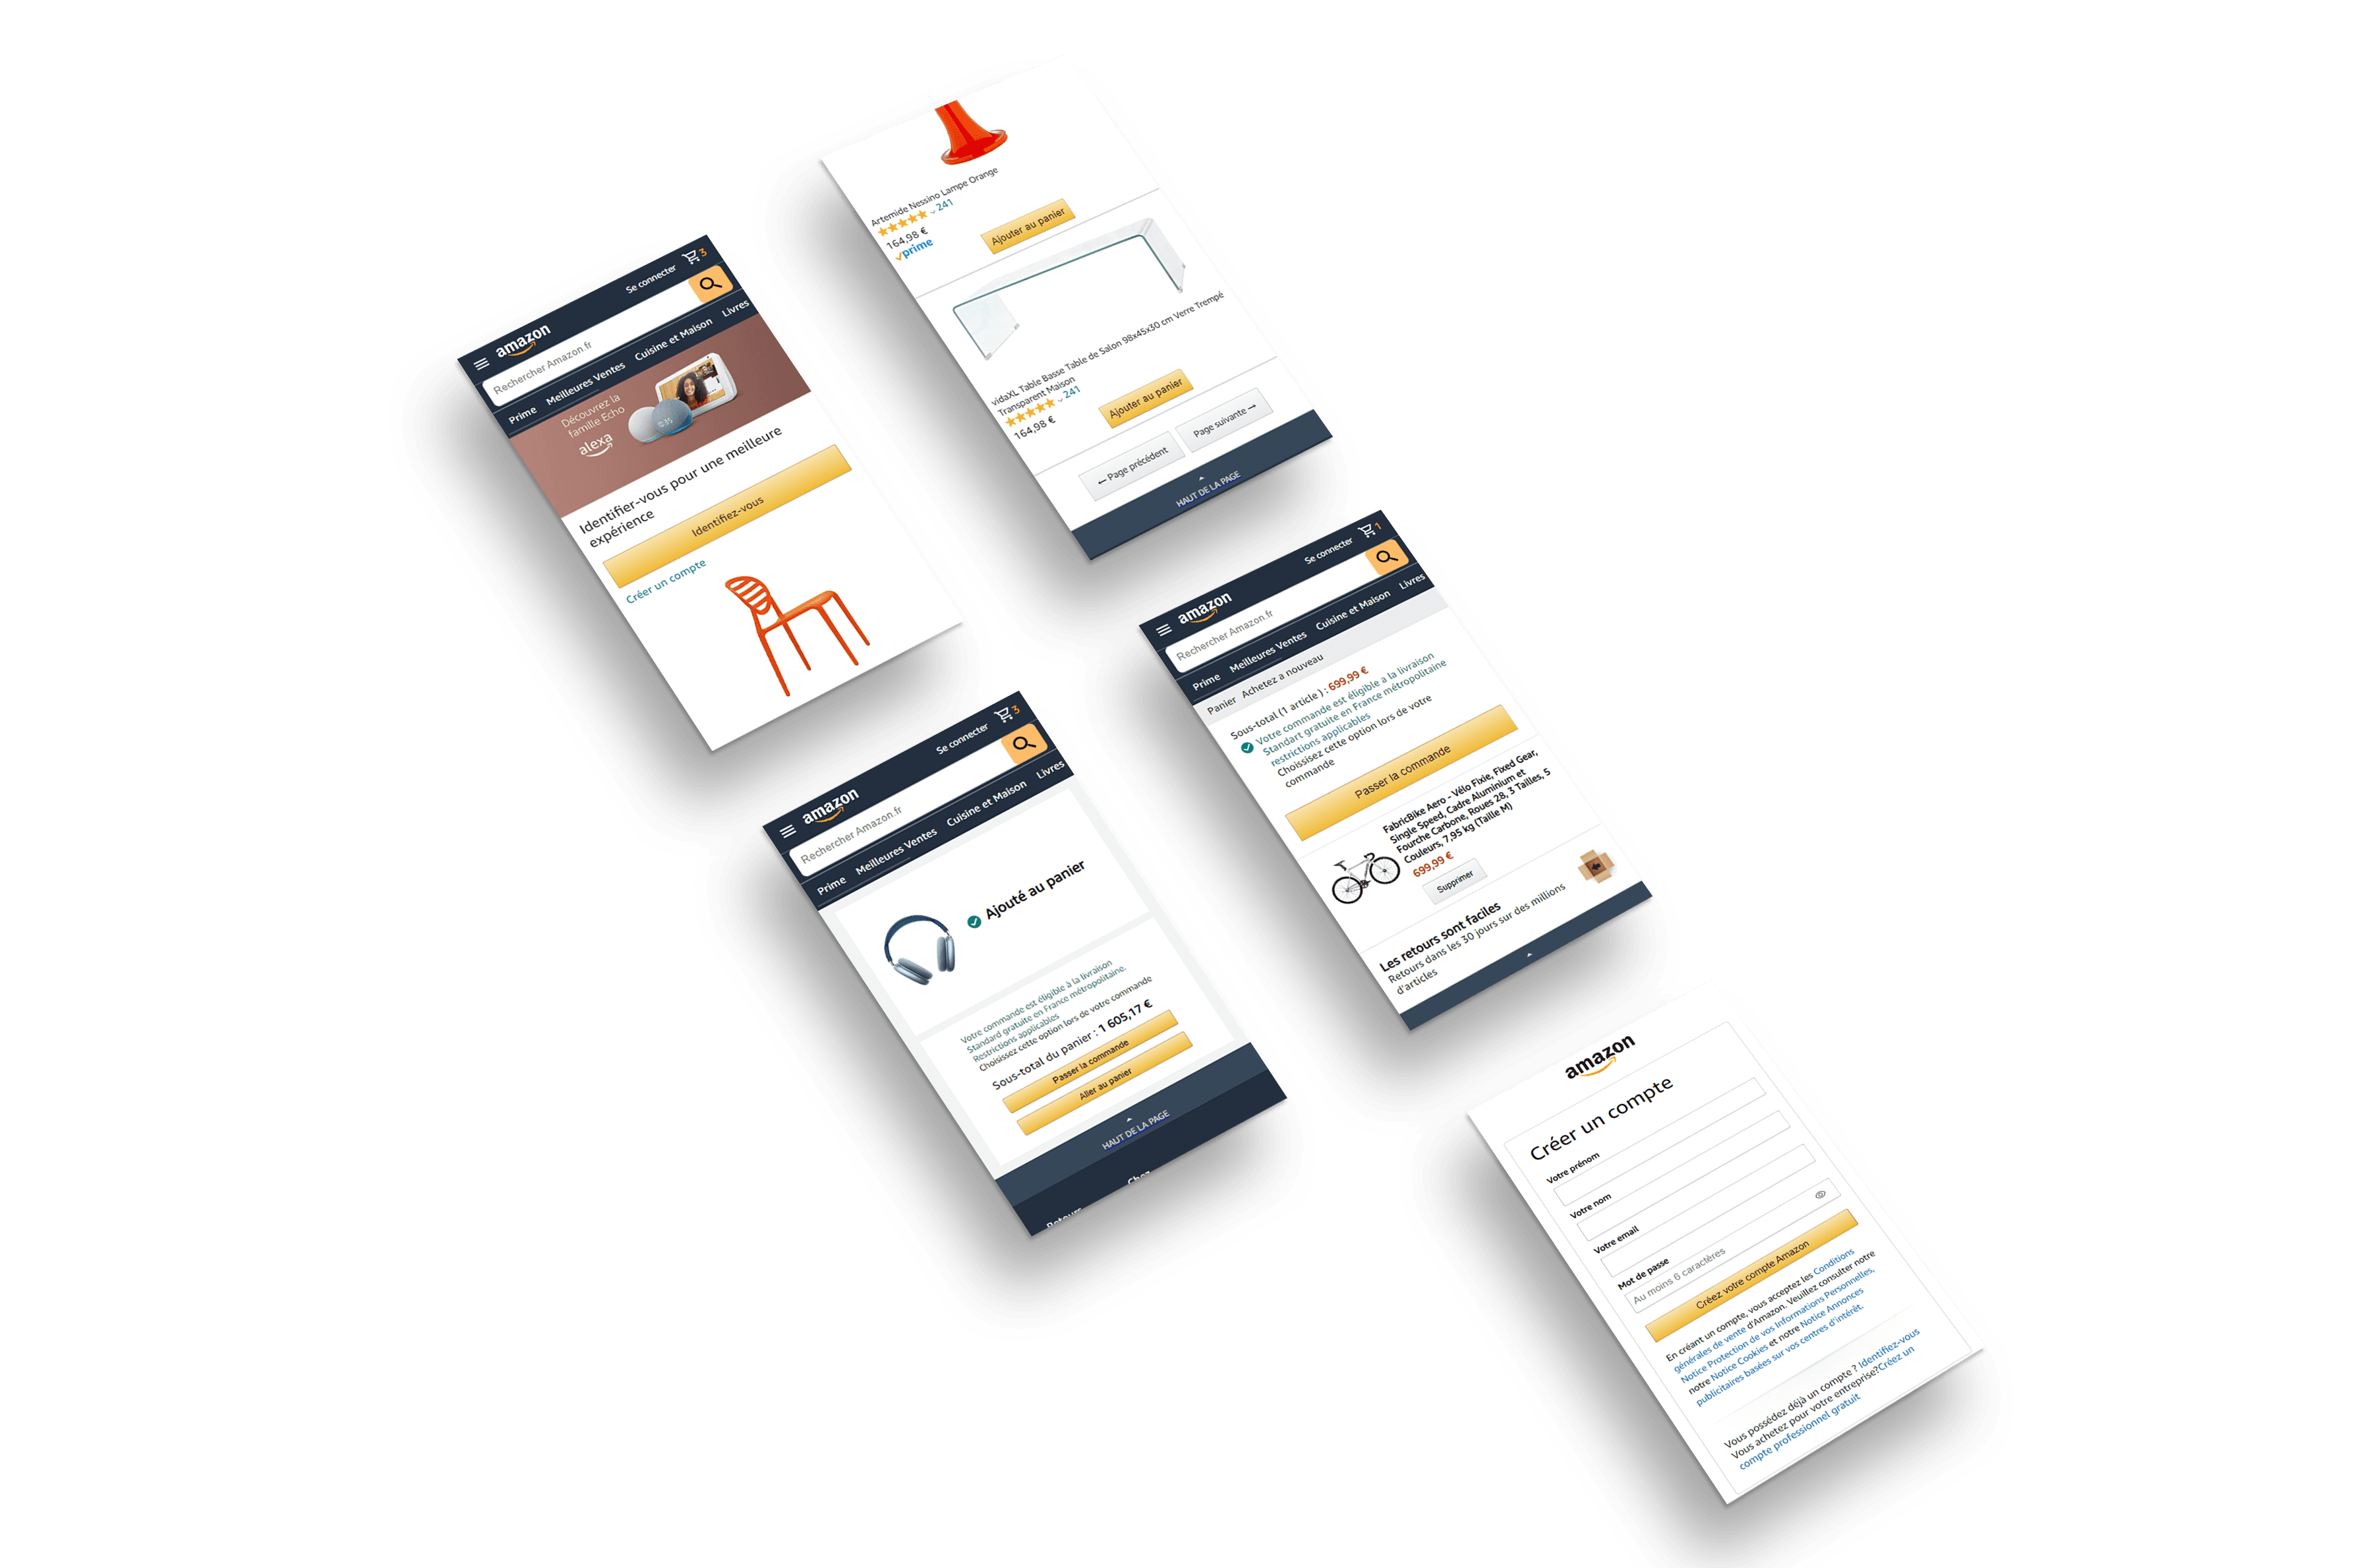 amazon
Se connecter
3
Rechercher Amazon.fr
Prime Meilleures Ventes Cuisine et Maison Livres
Découvrez la
famille Echo
alexa
Identifier-vous pour une meilleure
expérience
Identifiez-vous
Créer un compte
Artemide Nessino Lampe Orange
241
164,98 €
prime
Ajouter au panier
vidaXL Table Basse Table de Salon 98x45x30 cm Verre Trempé
Transparent Maison
241
164,98 €
Ajouter au panier
← Page précédent
Page suivante →
HAUT DE LA PAGE
amazon
Se connecter
3
Rechercher Amazon.fr
Prime Meilleures Ventes Cuisine et Maison Livres
Ajouté au panier
Votre commande est éligible à la livraison
Standard gratuite en France métropolitaine.
Restrictions applicables
Choisissez cette option lors de votre commande
Sous-total du panier : 1 605,17 €
Passer la commande
Aller au panier
HAUT DE LA PAGE
Chez
Retours
amazon
Se connecter
1
Rechercher Amazon.fr
Prime Meilleures Ventes Cuisine et Maison Livres
Panier Achetez a nouveau
Sous-total (1 article ) : 699,99 €
Votre commande est éligible a la livraison
Standart gratuite en France métropolitaine
restrictions applicables
Choissisez cette option lors de votre
commande
Passer la commande
FabricBike Aero - Vélo Fixie, Fixed Gear,
Single Speed, Cadre Alumimium et
Fourche Carbone, Roues 28, 3 Tailles, 5
Couleurs, 7,95 kg (Taille M)
699,99 €
Supprimer
Les retours sont faciles
Retours dans les 30 jours sur des millions
d'articles
amazon
Créer un compte
Votre prénom
Votre nom
Votre email
Mot de passe
Au moins 6 caractères
Créez votre compte Amazon
En créant un compte, vous acceptez les Conditions
générales de vente d'Amazon. Veuillez consulter notre
Notice Protection de vos Informations Personnelles,
notre Notice Cookies et notre Notice Annonces
publicitaires basées sur vos centres d'intérêt.
Vous possédez déjà un compte ? Identifiez-vous
Vous achetez pour votre entreprise?Créez un
compte professionnel gratuit